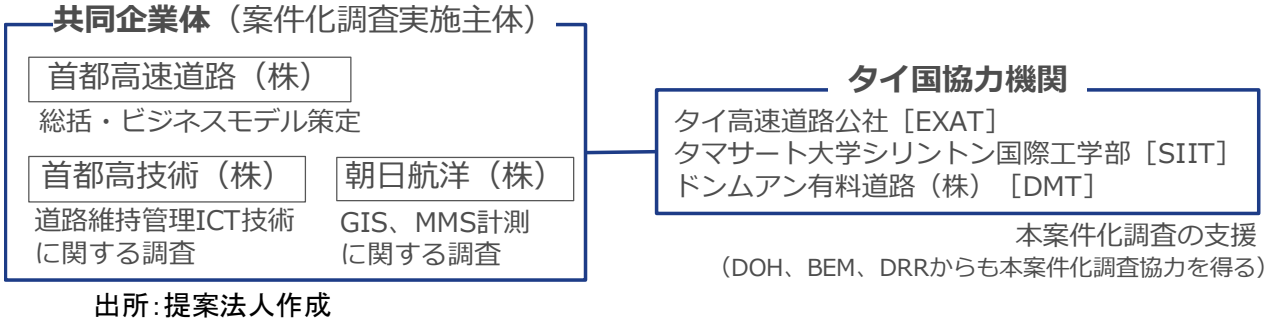 共同企業体（案件化調査実施主体）
首都高速道路（株）
総括・ビジネスモデル策定
首都高技術（株）
道路維持管理ICT技術
に関する調査
朝日航洋（株）
GIS、MMS計測
に関する調査
タイ国協力機関
タイ高速道路公社［EXAT］
タマサート大学シリントン国際工学部［SIIT］
ドンムアン有料道路（株）［DMT］
本案件化調査の支援
（DOH、BEM、DRRからも本案件化調査協力を得る）
出所：提案法人作成